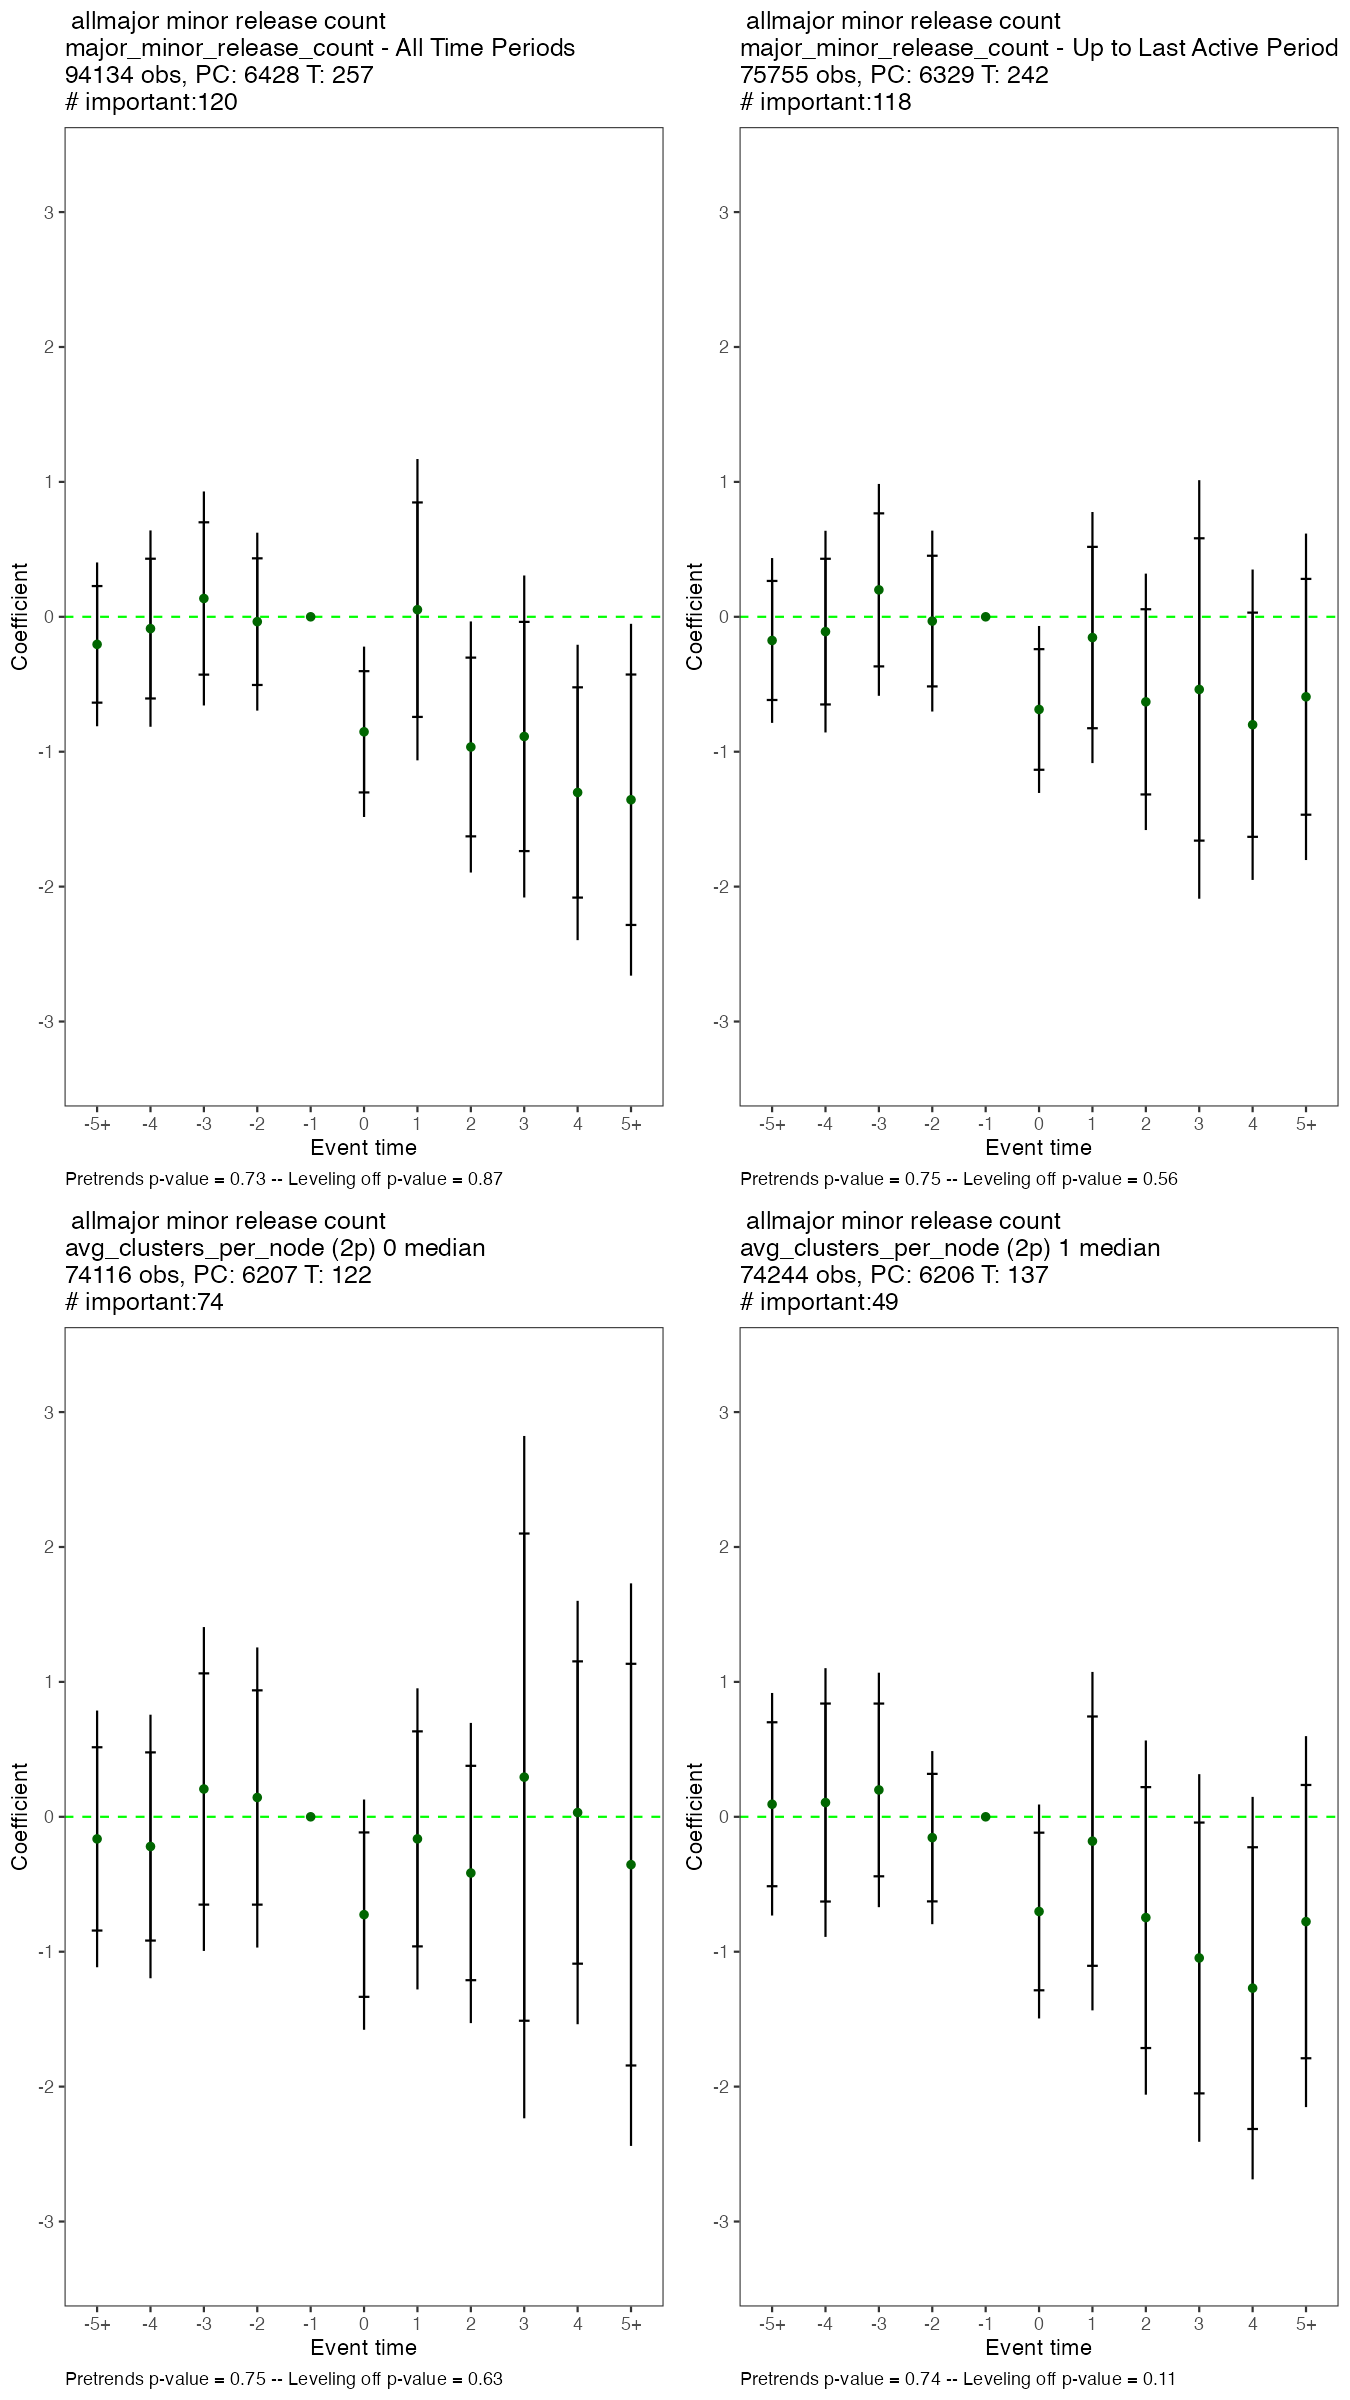 allmajor minor release count
major_minor_release_count - All Time Periods
94134 obs, PC: 6428 T: 257
# important:120
3
2
1
0
-1
-2
-3
Coefficient
-5+ -4 -3 -2 -1 0 1 2 3 4 5+
Event time
Pretrends p-value = 0.73 -- Leveling off p-value = 0.87
allmajor minor release count
major_minor_release_count - Up to Last Active Period
75755 obs, PC: 6329 T: 242
# important:118
3
2
1
0
-1
-2
-3
Coefficient
-5+ -4 -3 -2 -1 0 1 2 3 4 5+
Event time
Pretrends p-value = 0.75 -- Leveling off p-value = 0.56
allmajor minor release count
avg_clusters_per_node (2p) 0 median
74116 obs, PC: 6207 T: 122
# important:74
3
2
1
0
-1
-2
-3
Coefficient
-5+ -4 -3 -2 -1 0 1 2 3 4 5+
Event time
Pretrends p-value = 0.75 -- Leveling off p-value = 0.63
allmajor minor release count
avg_clusters_per_node (2p) 1 median
74244 obs, PC: 6206 T: 137
# important:49
3
2
1
0
-1
-2
-3
Coefficient
-5+ -4 -3 -2 -1 0 1 2 3 4 5+
Event time
Pretrends p-value = 0.74 -- Leveling off p-value = 0.11